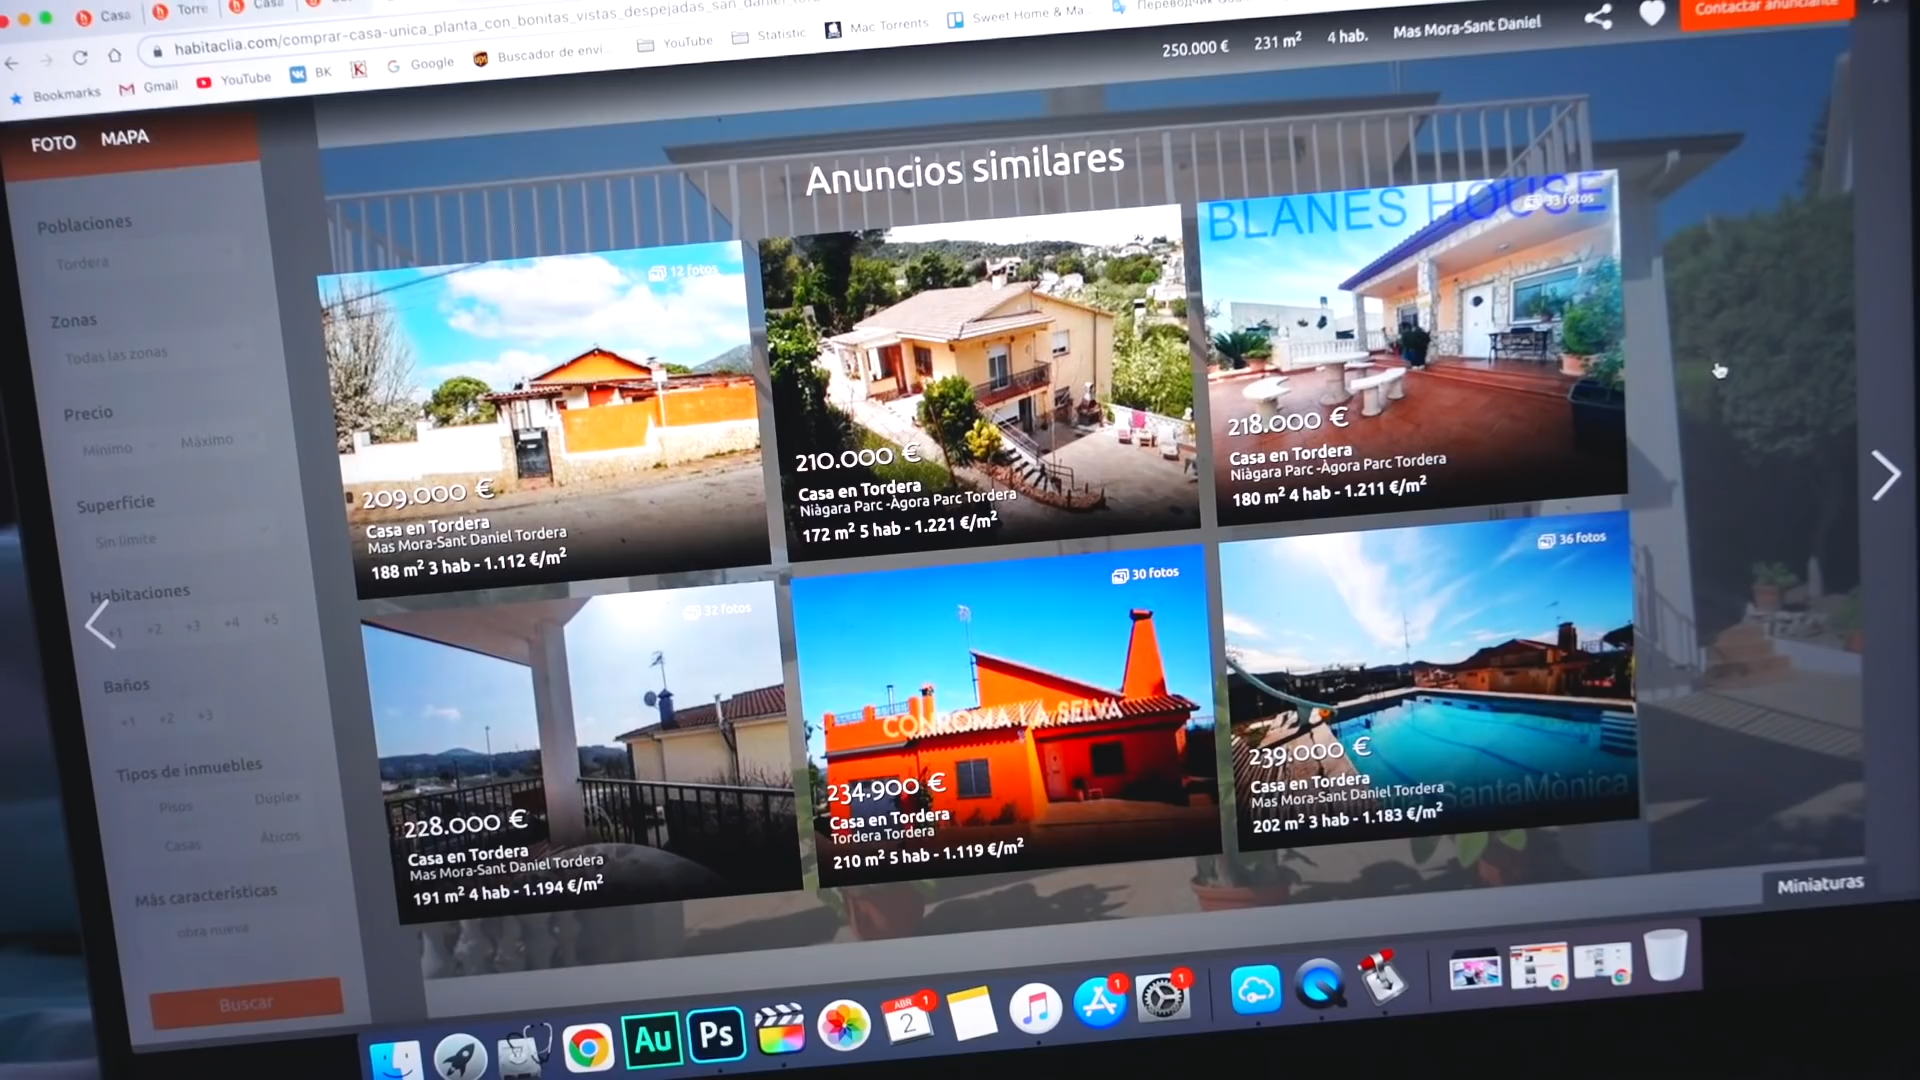 Casa
Torre
Casa
habitaclia.com/comprar-casa-unica_planta_con_bonitas_vistas_despejadas_san_daniel_tor
Bookmarks
Gmail
YouTube
BK
Google
ups
Buscador de envi...
YouTube
Statistic
Mac Torrents
Sweet Home & Ma...
250.000 €
231 m²
4 hab.
Mas Mora-Sant Daniel
Contactar anunciante
FOTO
MAPA
Poblaciones
Tordera
Zonas
Todas las zonas
Precio
Mínimo
Máximo
Superficie
Sin límite
Habitaciones
+1
+2
+3
+4
+5
Baños
+1
+2
+3
Tipos de inmuebles
Pisos
Dúplex
Casas
Áticos
Más características
obra nueva
Buscar
Anuncios similares
12 fotos
209.000 €
Casa en Tordera
Mas Mora-Sant Daniel Tordera
188 m² 3 hab - 1.112 €/m²
210.000 €
Casa en Tordera
Niàgara Parc -Àgora Parc Tordera
172 m² 5 hab - 1.221 €/m²
BLANES HOUSE
33 fotos
218.000 €
Casa en Tordera
Niàgara Parc -Àgora Parc Tordera
180 m² 4 hab - 1.211 €/m²
32 fotos
228.000 €
Casa en Tordera
Mas Mora-Sant Daniel Tordera
191 m² 4 hab - 1.194 €/m²
30 fotos
CONROMA LA SELVA
234.900 €
Casa en Tordera
Tordera Tordera
210 m² 5 hab - 1.119 €/m²
36 fotos
239.000 €
SantaMònica
Casa en Tordera
Mas Mora-Sant Daniel Tordera
202 m² 3 hab - 1.183 €/m²
Miniaturas
Au
Ps
ABR
1
2
1
1